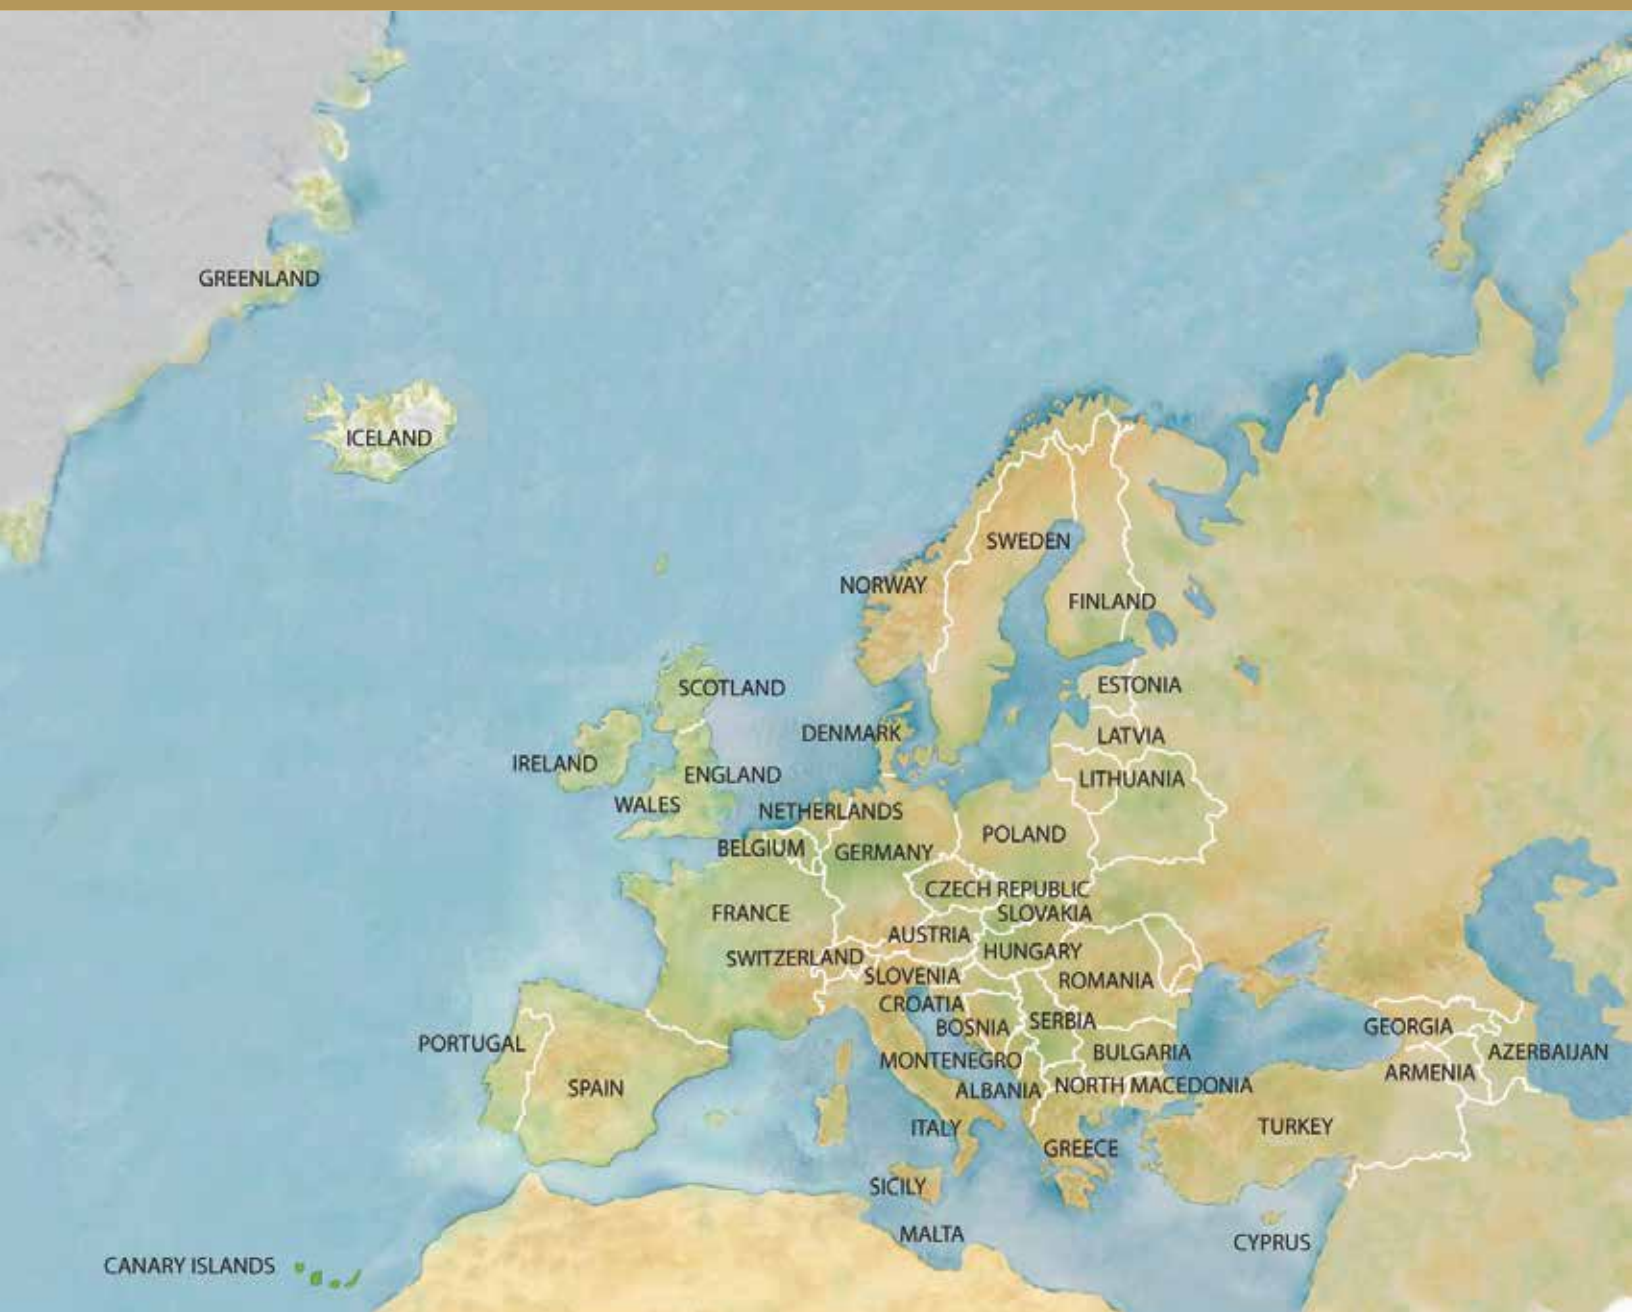 GREENLAND
ICELAND
SWEDEN
NORWAY
FINLAND
SCOTLAND
ESTONIA
DENMARK
LATVIA
IRELAND
ENGLAND
LITHUANIA
WALES
NETHERLANDS
POLAND
BELGIUM
GERMANY
CZECH REPUBLIC
FRANCE
SLOVAKIA
AUSTRIA
HUNGARY
SWITZERLAND
SLOVENIA
ROMANIA
CROATIA
BOSNIA
SERBIA
GEORGIA
PORTUGAL
MONTENEGRO
BULGARIA
AZERBAIJAN
ARMENIA
SPAIN
ALBANIA
NORTH MACEDONIA
ITALY
TURKEY
GREECE
SICILY
MALTA
CYPRUS
CANARY ISLANDS